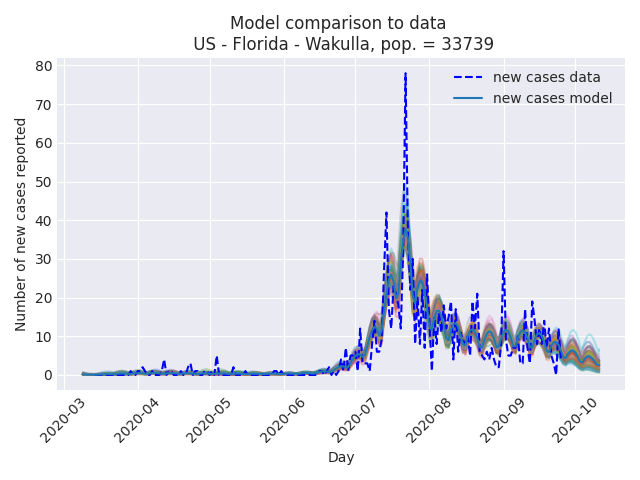 Model comparison to data
US - Florida - Wakulla, pop. = 33739
new cases data
new cases model
Number of new cases reported
80
70
60
50
40
30
20
10
0
2020-03
2020-04
2020-05
2020-06
2020-07
2020-08
2020-09
2020-10
Day